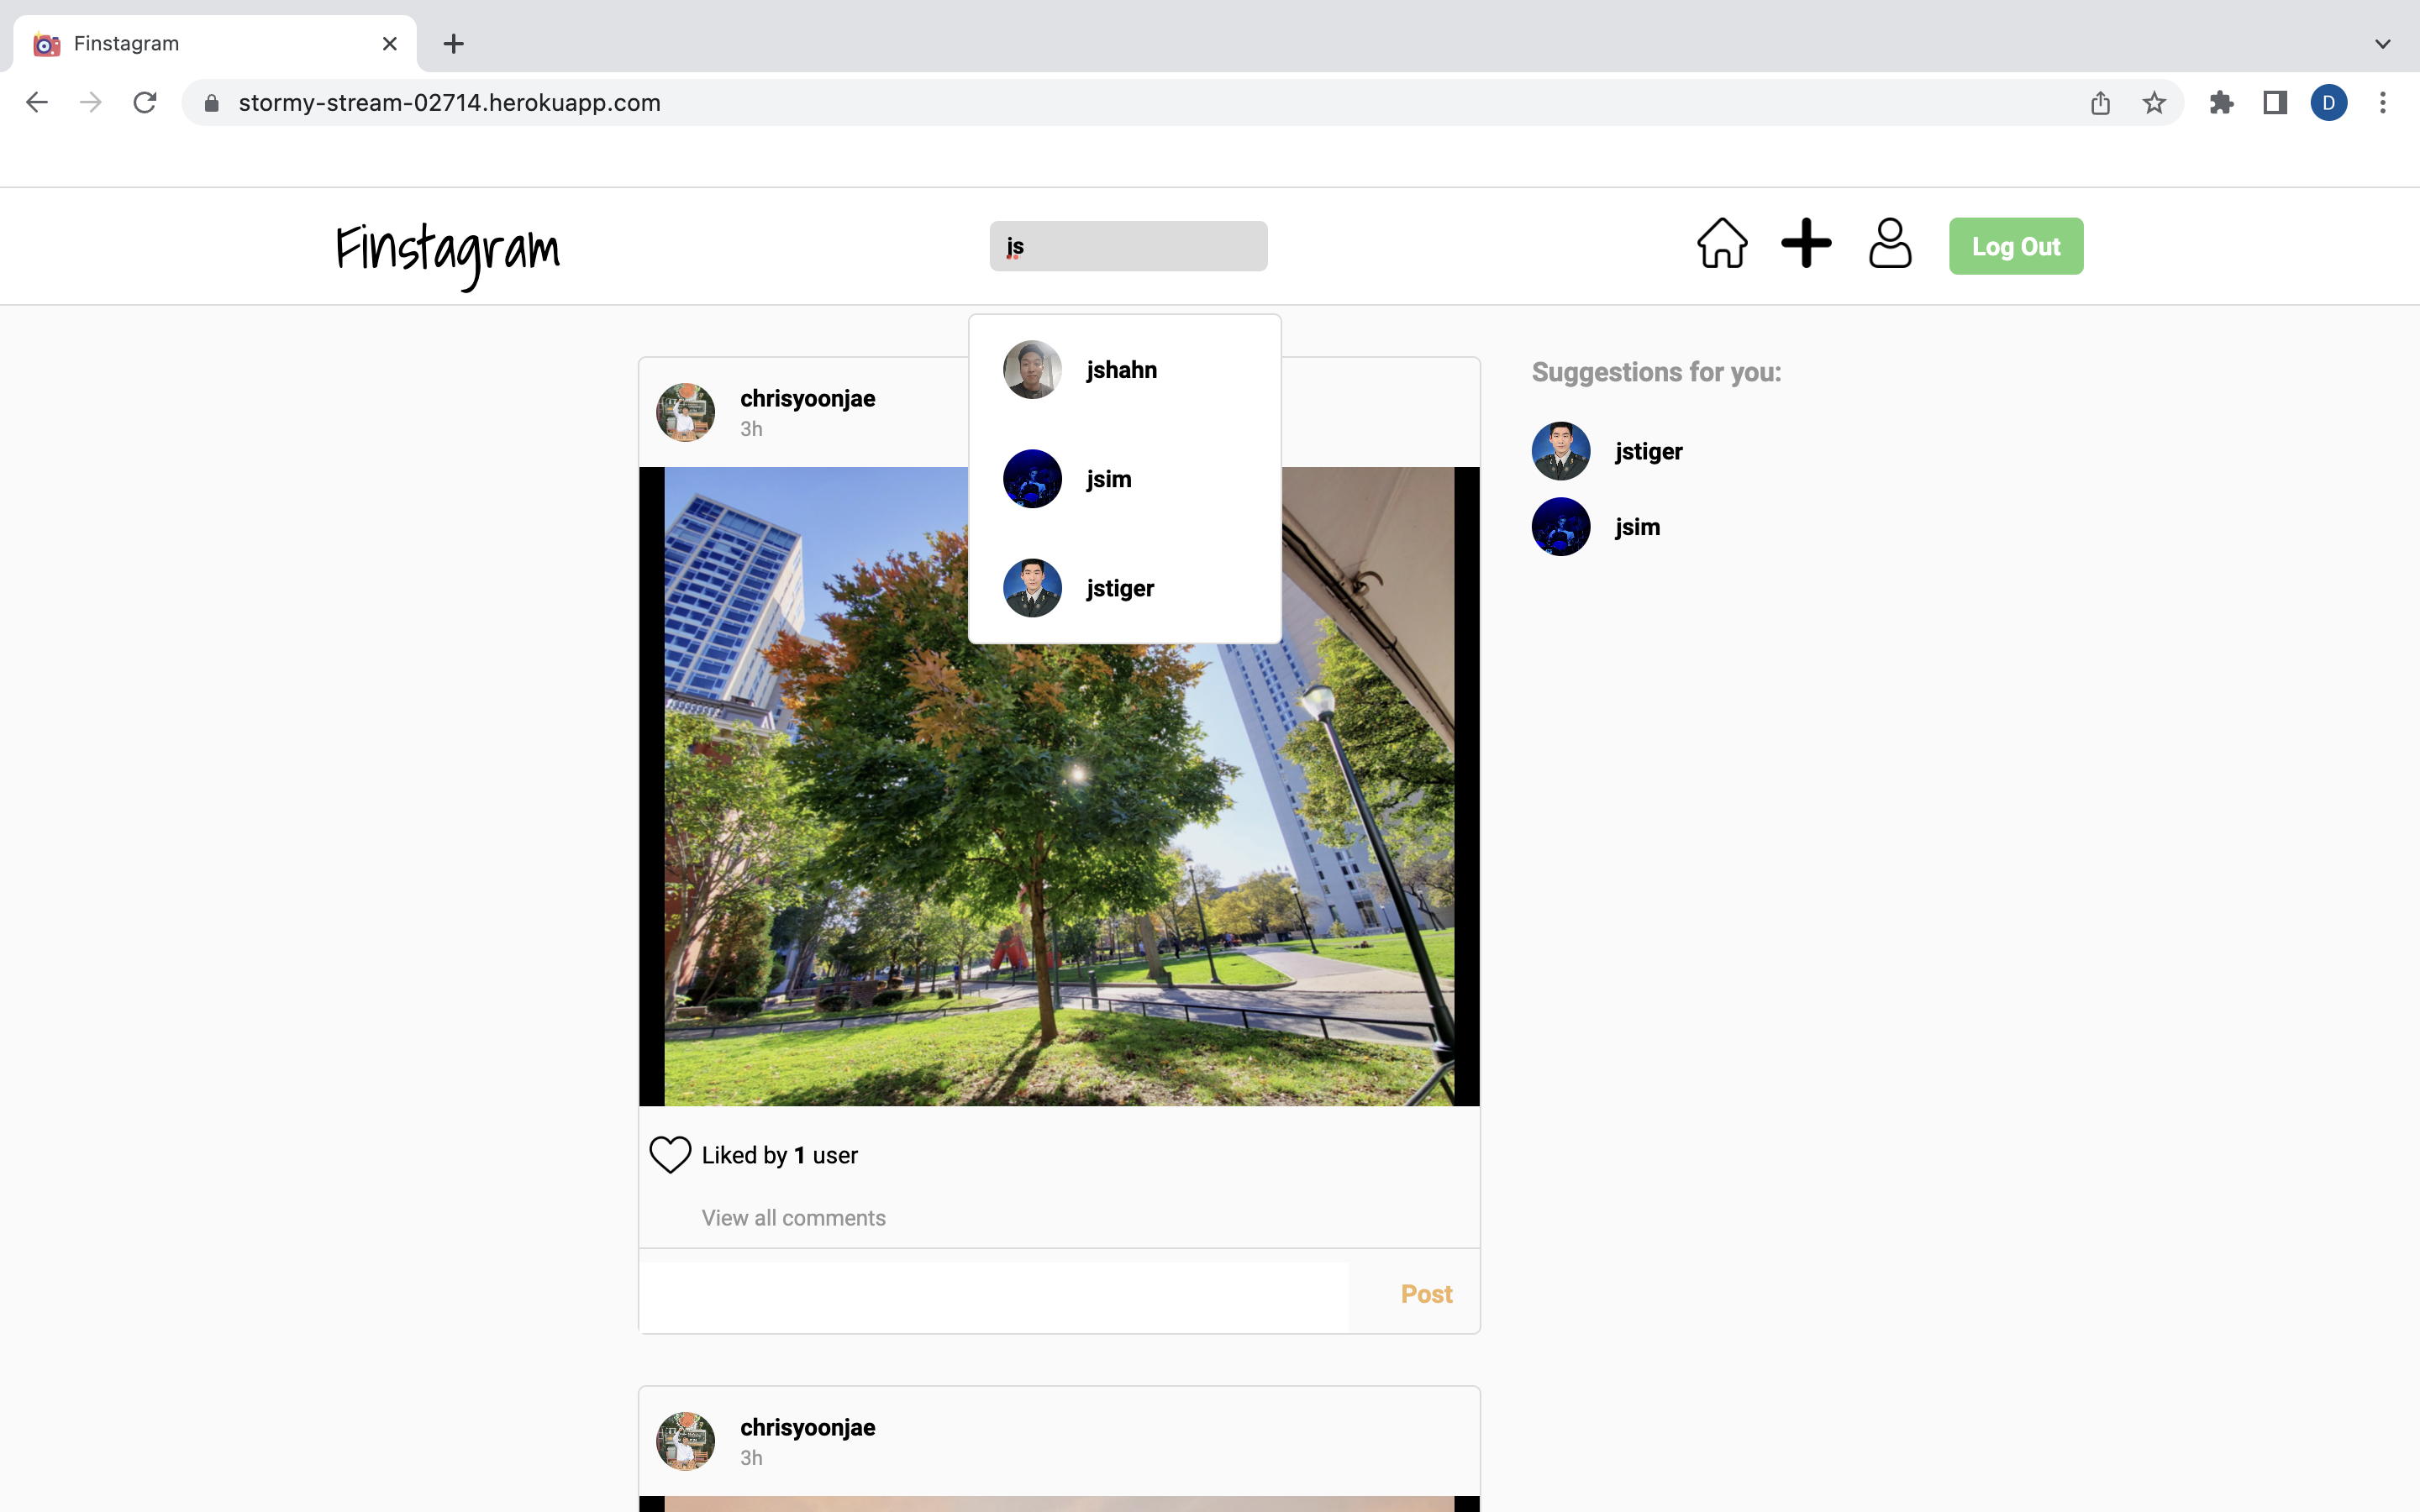 Finstagram
stormy-stream-02714.herokuapp.com
D
Finstagram
js
Log Out
jshahn
jsim
jstiger
chrisyoonjae
3h
Suggestions for you:
jstiger
jsim
Liked by 1 user
View all comments
Post
chrisyoonjae
3h